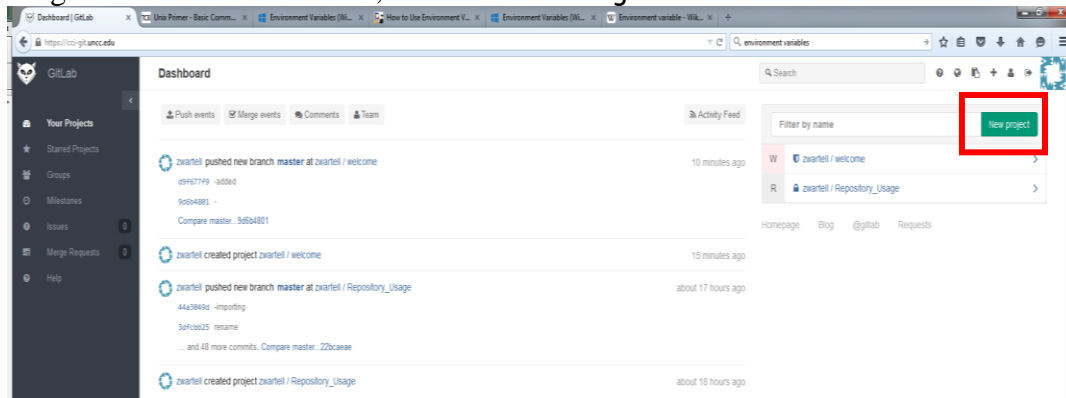 Dashboard | GitLab
Unix Primer - Basic Comm...
Environment Variables (Wi...
How to Use Environment V...
Environment Variables (Wi...
Environment variable - Wik...
https://cci-git.uncc.edu
environment variables
GitLab
Dashboard
Search
Your Projects
Starred Projects
Groups
Milestones
Issues 0
Merge Requests 0
Help
Push events Merge events Comments Team
Activity Feed
zwartell pushed new branch master at zwartell / welcome
10 minutes ago
d9f677f9 -added
9d6b4801 -
Compare master...9d6b4801
zwartell created project zwartell / welcome
15 minutes ago
zwartell pushed new branch master at zwartell / Repository_Usage
about 17 hours ago
44a3849d -importing
3dfcbb25 rename
... and 48 more commits. Compare master...22bcaeae
zwartell created project zwartell / Repository_Usage
about 18 hours ago
Filter by name
New project
W zwartell / welcome
R zwartell / Repository_Usage
Homepage Blog @gitlab Requests